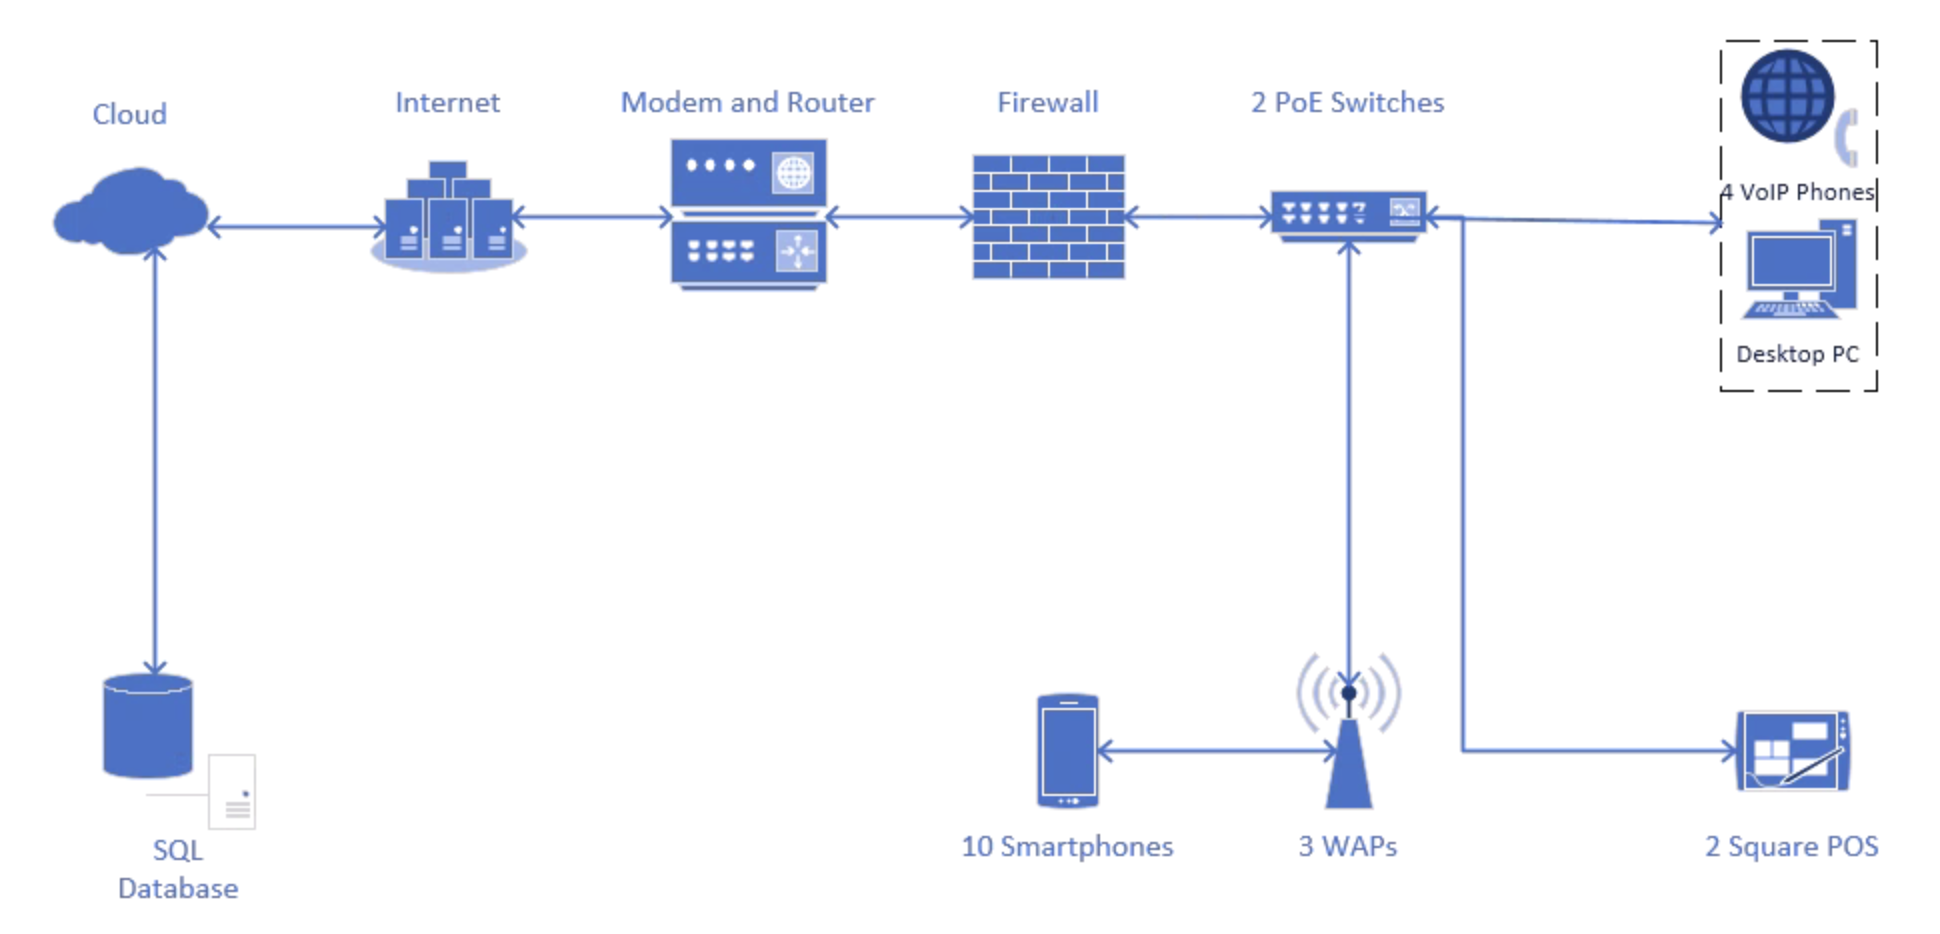 Cloud
Internet
Modem and Router
Firewall
2 PoE Switches
4 VoIP Phones
Desktop PC
10 Smartphones
3 WAPs
2 Square POS
SQL
Database